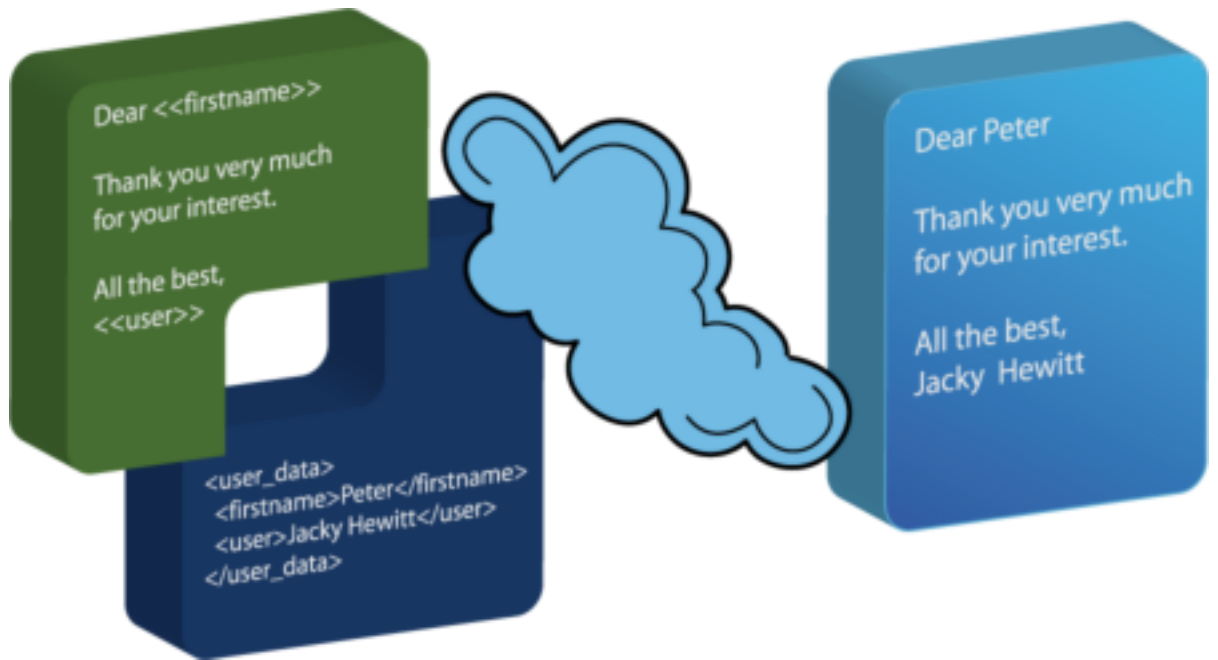 Dear <<firstname>>
Thank you very much
for your interest.
All the best,
<<user>>
<user_data>
<firstname>Peter</firstname>
<user>Jacky Hewitt</user>
</user_data>
Dear Peter
Thank you very much
for your interest.
All the best,
Jacky Hewitt